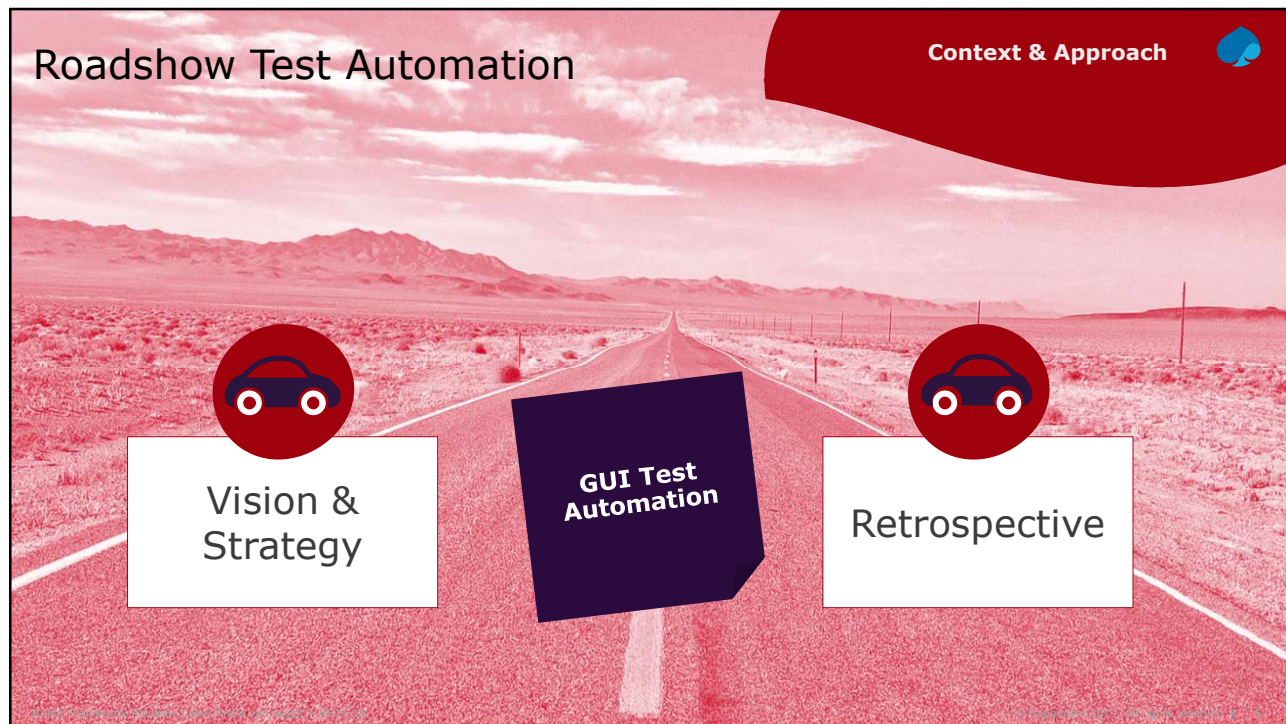 Roadshow Test Automation
Context & Approach
Vision &
Strategy
GUI Test
Automation
Retrospective